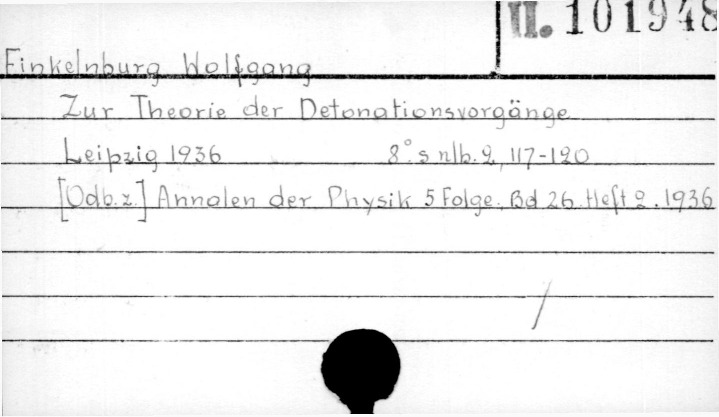 II. 101948
Finkelnburg Wolfgang
Zur Theorie der Detonationsvorgänge
Leipzig 1936 8° s nlb. 2, 117-120
[Odb. z.] Annalen der Physik 5 Folge. Bd 26 Heft 2. 1936